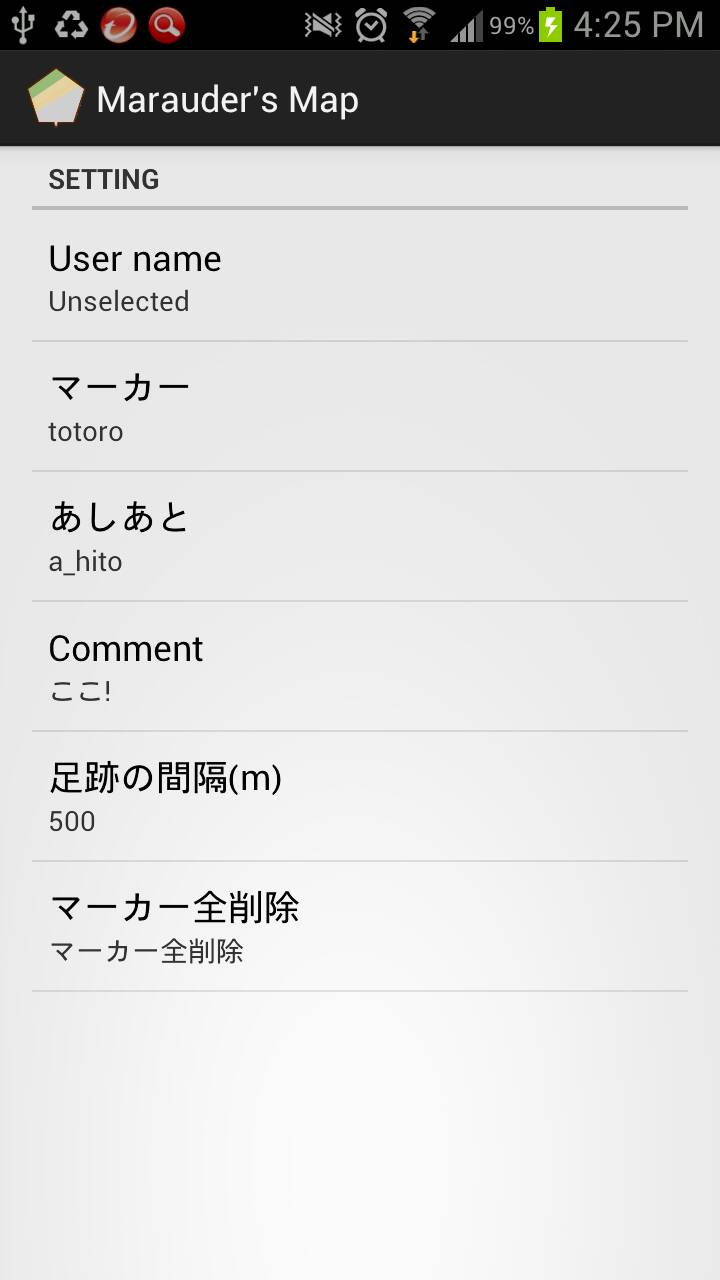 99% 4:25 PM
Marauder's Map
SETTING
User name
Unselected
マーカー
totoro
あしあと
a_hito
Comment
ここ!
足跡の間隔(m)
500
マーカー全削除
マーカー全削除